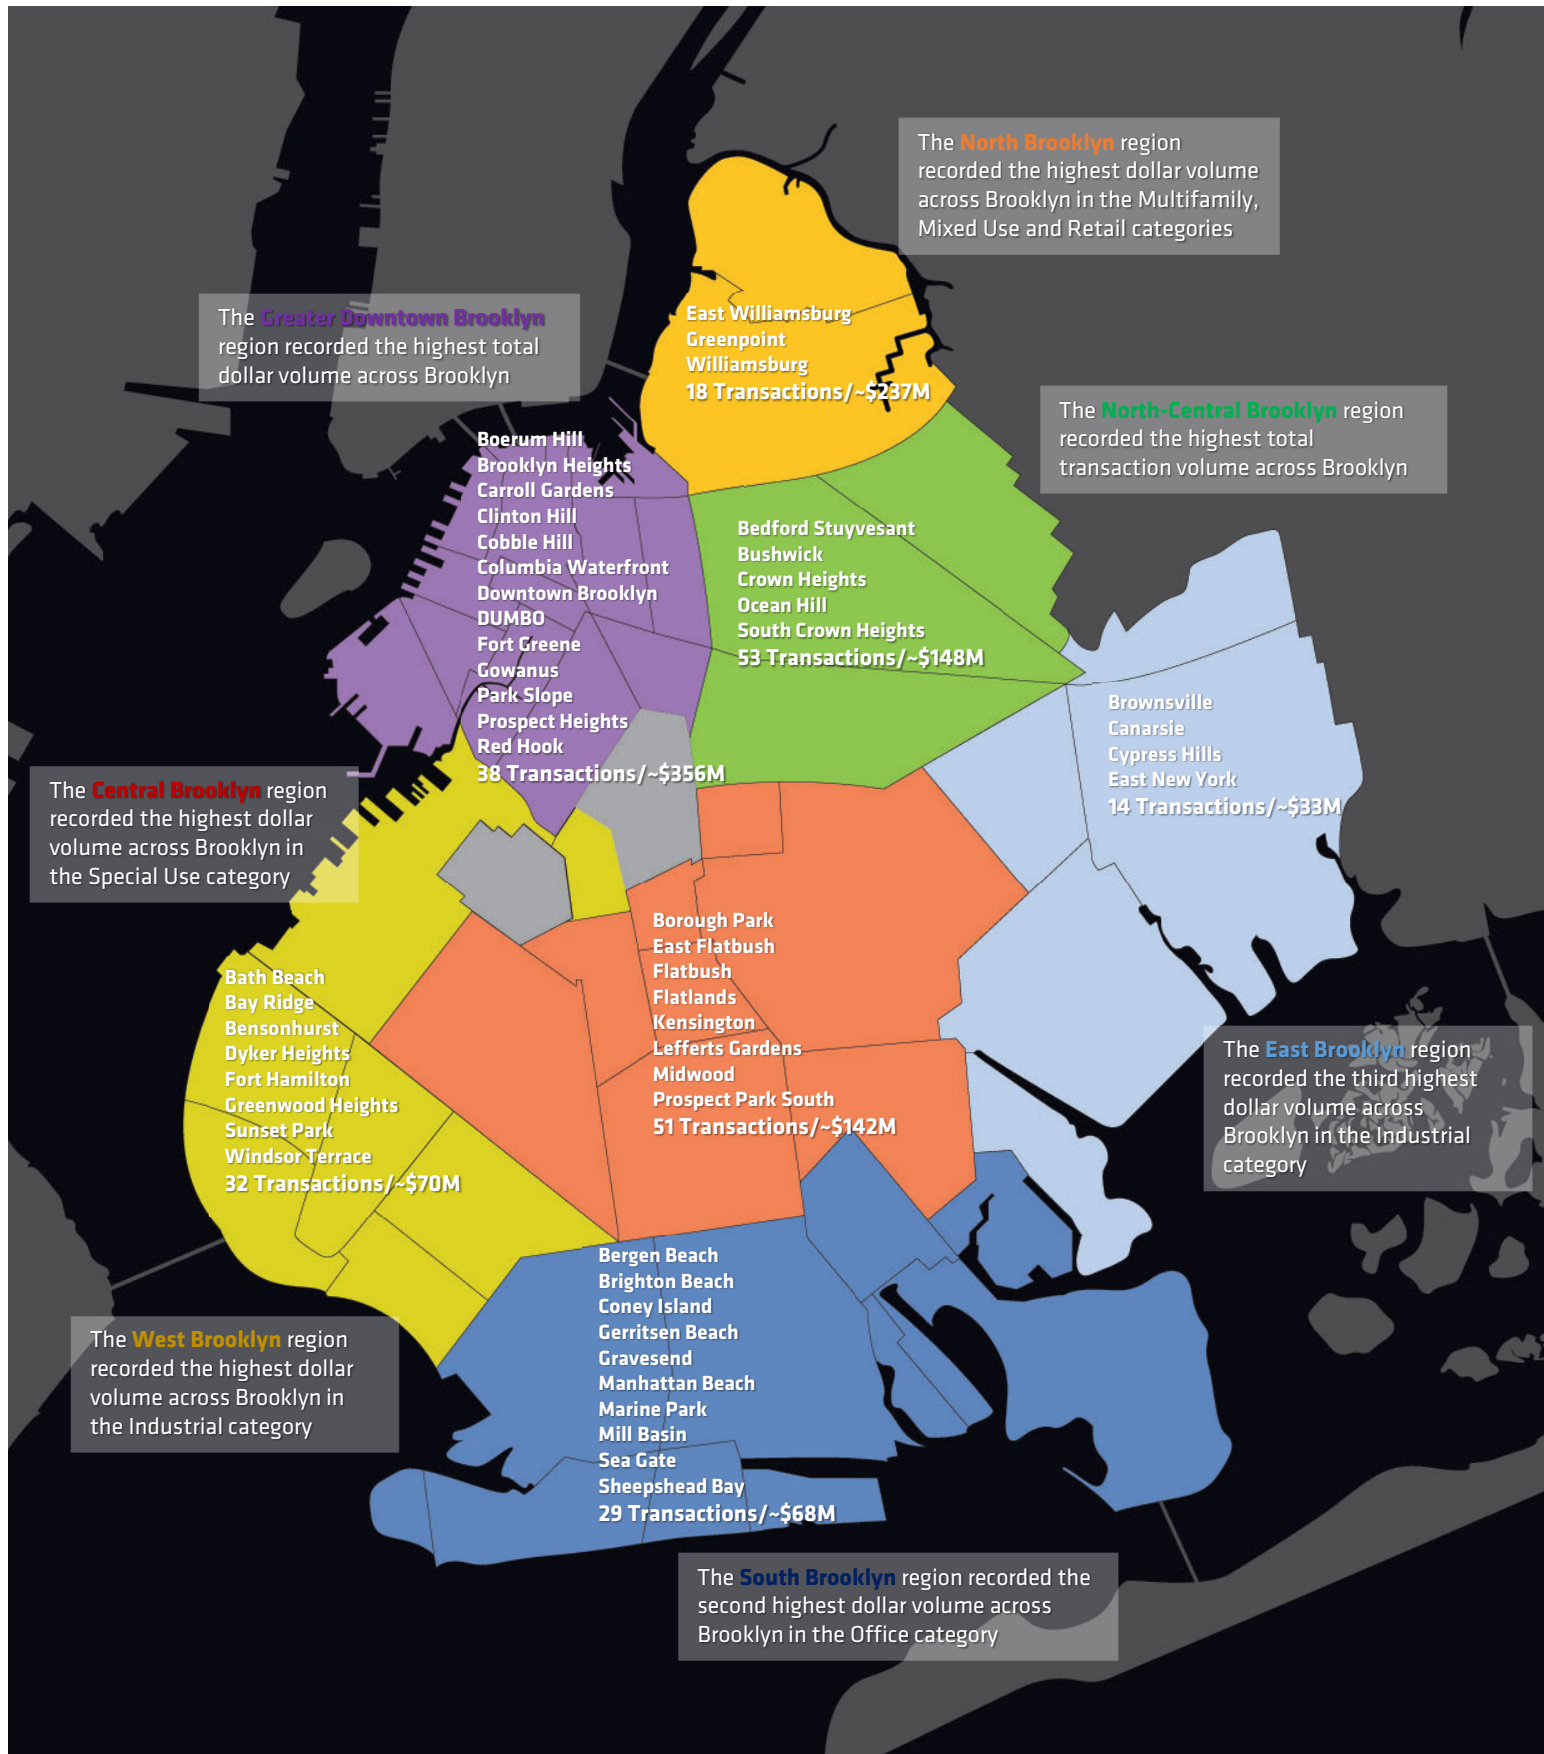 The North Brooklyn region
recorded the highest dollar volume
across Brooklyn in the Multifamily,
Mixed Use and Retail categories
The Greater Downtown Brooklyn
region recorded the highest total
dollar volume across Brooklyn
East Williamsburg
Greenpoint
Williamsburg
18 Transactions/~$237M
The North-Central Brooklyn region
recorded the highest total
transaction volume across Brooklyn
Boerum Hill
Brooklyn Heights
Carroll Gardens
Clinton Hill
Cobble Hill
Columbia Waterfront
Downtown Brooklyn
DUMBO
Fort Greene
Gowanus
Park Slope
Prospect Heights
Red Hook
38 Transactions/~$356M
Bedford Stuyvesant
Bushwick
Crown Heights
Ocean Hill
South Crown Heights
53 Transactions/~$148M
Brownsville
Canarsie
Cypress Hills
East New York
14 Transactions/~$33M
The Central Brooklyn region
recorded the highest dollar
volume across Brooklyn in
the Special Use category
Borough Park
East Flatbush
Flatbush
Flatlands
Kensington
Lefferts Gardens
Midwood
Prospect Park South
51 Transactions/~$142M
Bath Beach
Bay Ridge
Bensonhurst
Dyker Heights
Fort Hamilton
Greenwood Heights
Sunset Park
Windsor Terrace
32 Transactions/~$70M
The East Brooklyn region
recorded the third highest
dollar volume across
Brooklyn in the Industrial
category
Bergen Beach
Brighton Beach
Coney Island
Gerritsen Beach
Gravesend
Manhattan Beach
Marine Park
Mill Basin
Sea Gate
Sheepshead Bay
29 Transactions/~$68M
The West Brooklyn region
recorded the highest dollar
volume across Brooklyn in
the Industrial category
The South Brooklyn region recorded the
second highest dollar volume across
Brooklyn in the Office category